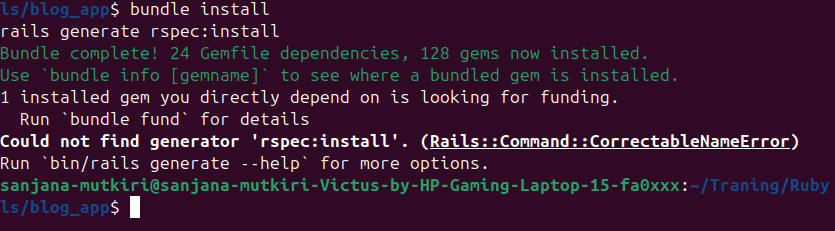 ls/blog_app$ bundle install
rails generate rspec:install
Bundle complete! 24 Gemfile dependencies, 128 gems now installed.
Use `bundle info [gemname]` to see where a bundled gem is installed.
1 installed gem you directly depend on is looking for funding.
  Run `bundle fund` for details
Could not find generator 'rspec:install'. (Rails::Command::CorrectableNameError)
Run `bin/rails generate --help` for more options.
sanjana-mutkiri@sanjana-mutkiri-Victus-by-HP-Gaming-Laptop-15-fa0xxx:~/Traning/Ruby
ls/blog_app$